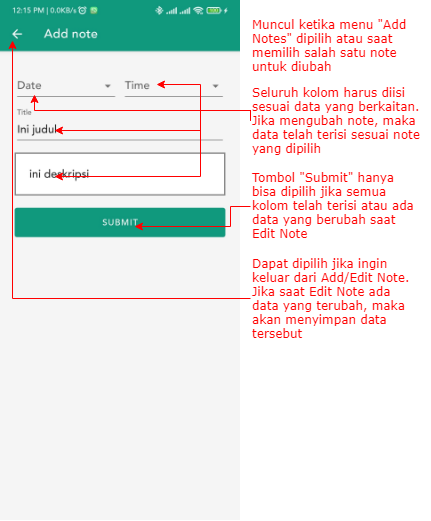 12:15 PM | 0.0KB/s
Add note
Date
Time
Title
Ini judul
ini deskripsi
SUBMIT
Muncul ketika menu "Add
Notes" dipilih atau saat
memilih salah satu note
untuk diubah
Seluruh kolom harus diisi
sesuai data yang berkaitan.
Jika mengubah note, maka
data telah terisi sesuai note
yang dipilih
Tombol "Submit" hanya
bisa dipilih jika semua
kolom telah terisi atau ada
data yang berubah saat
Edit Note
Dapat dipilih jika ingin
keluar dari Add/Edit Note.
Jika saat Edit Note ada
data yang terubah, maka
akan menyimpan data
tersebut